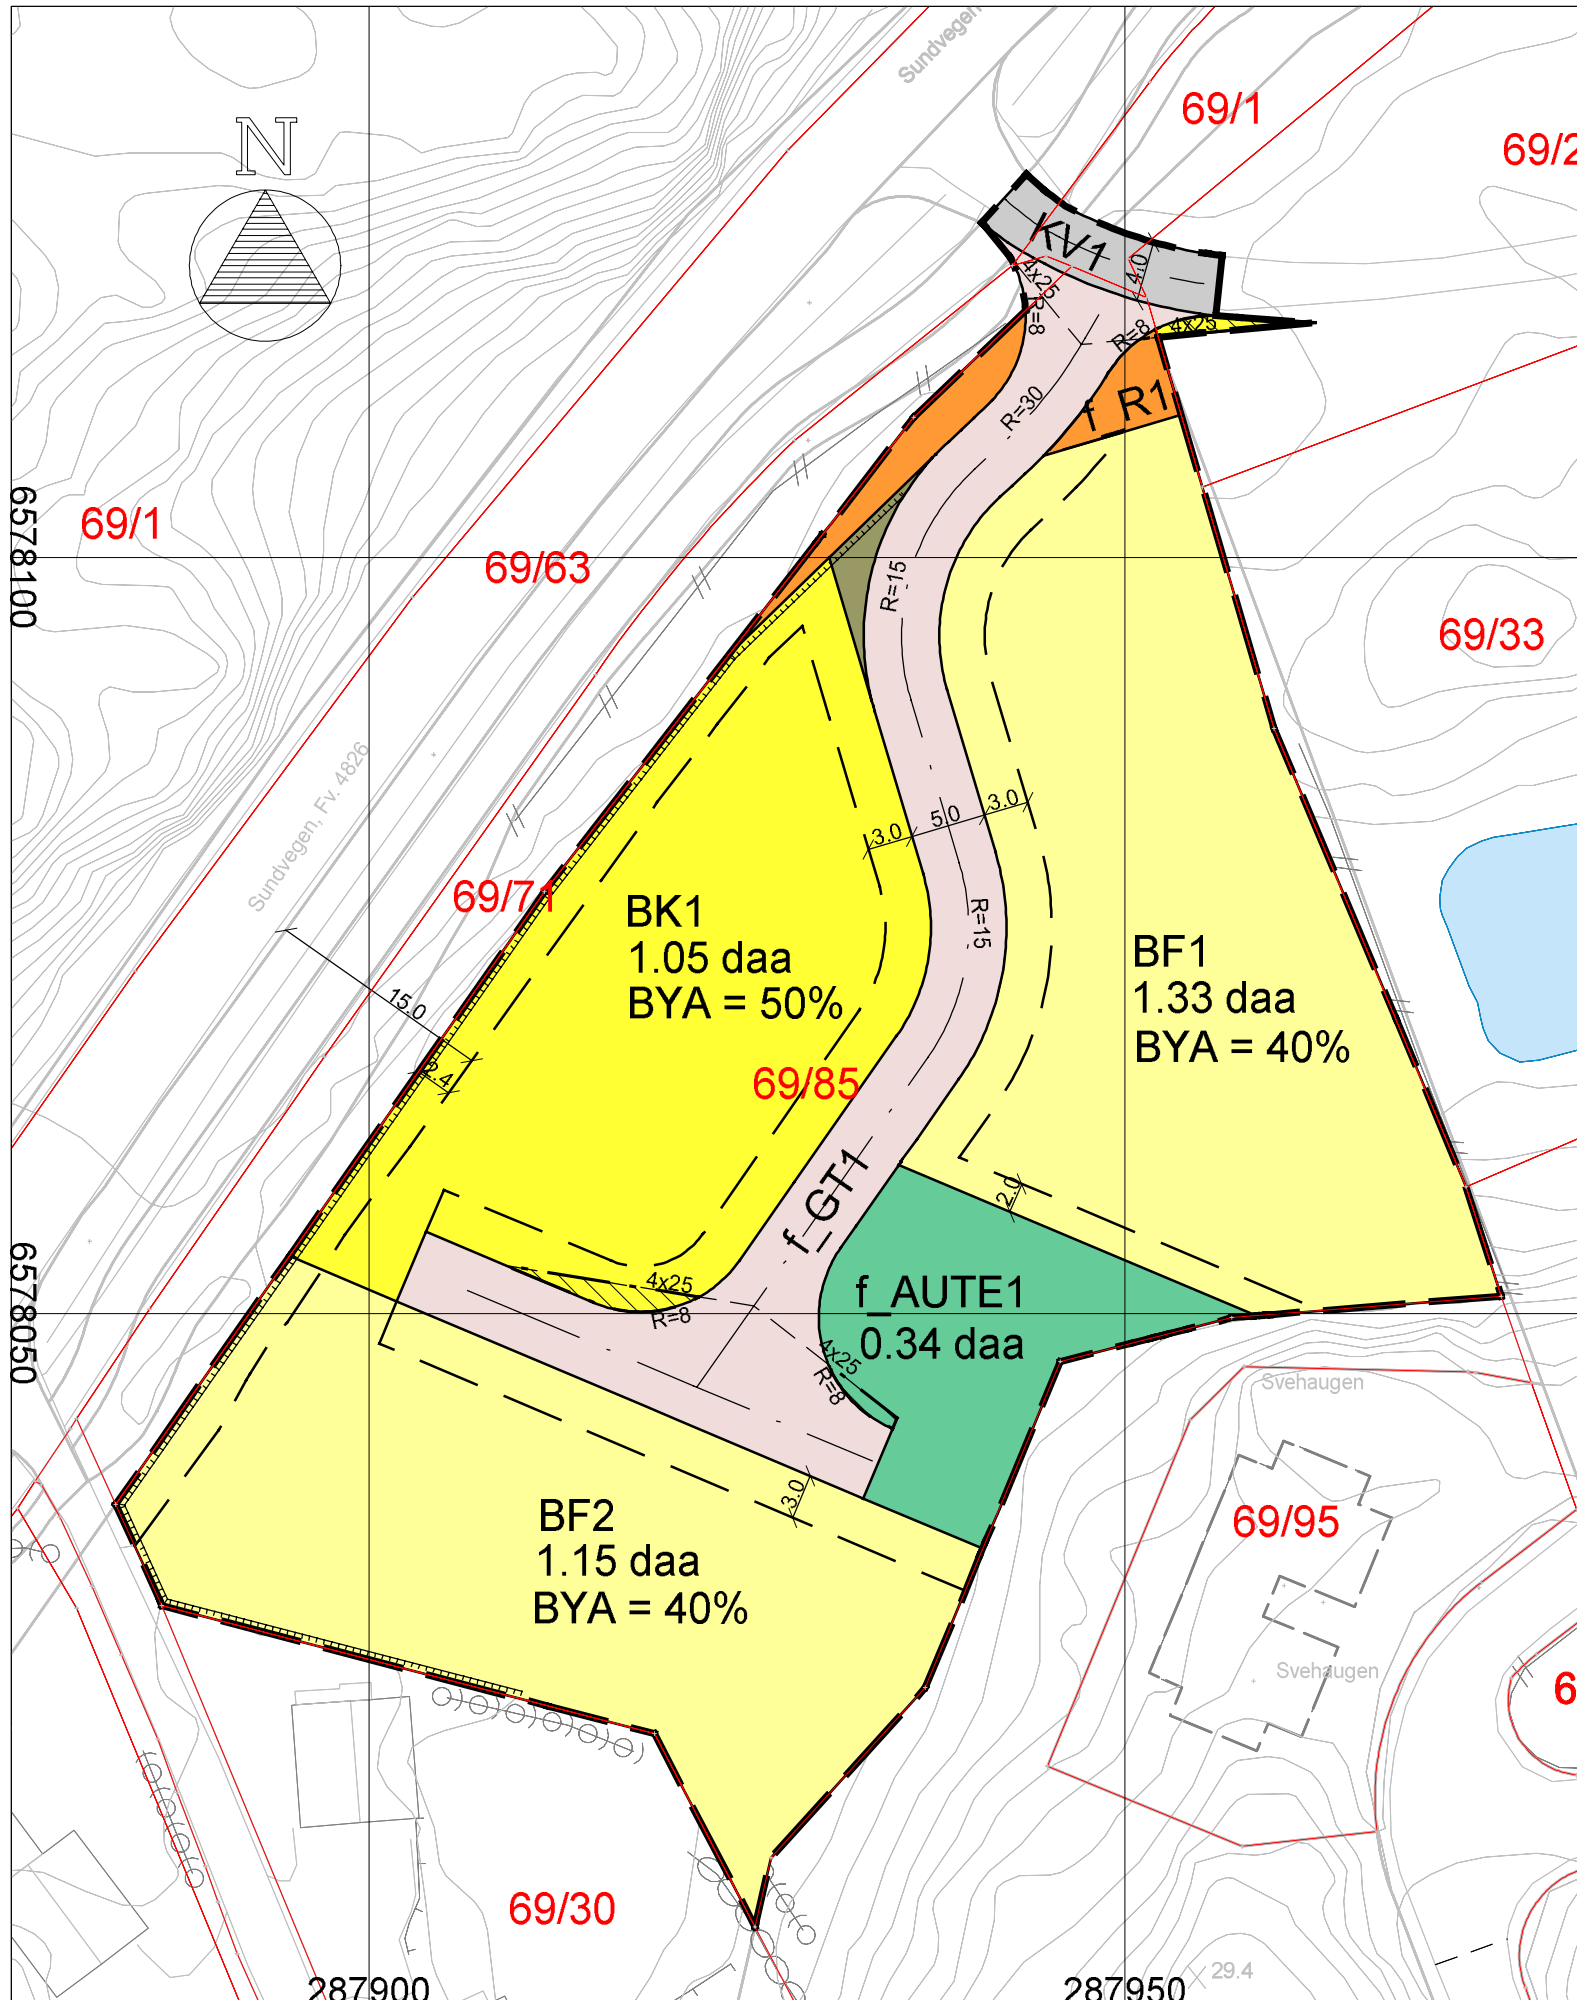 Sundvegen
69/1
69/2
N
KV1
4.0
4x25
R=8
4x25
R=8
f_R1
R=30
6578100
69/1
69/63
R=15
69/33
Sundvegen, Fv. 4826
3.0
5.0
3.0
69/71
BK1
1.05 daa
BYA = 50%
R=15
BF1
1.33 daa
BYA = 40%
15.0
2.4
69/85
f_GT1
2.0
6578050
4x25
R=8
f_AUTE1
0.34 daa
4x25
R=8
Svehaugen
3.0
BF2
1.15 daa
BYA = 40%
69/95
Svehaugen
6
69/30
29.4
287900
287950